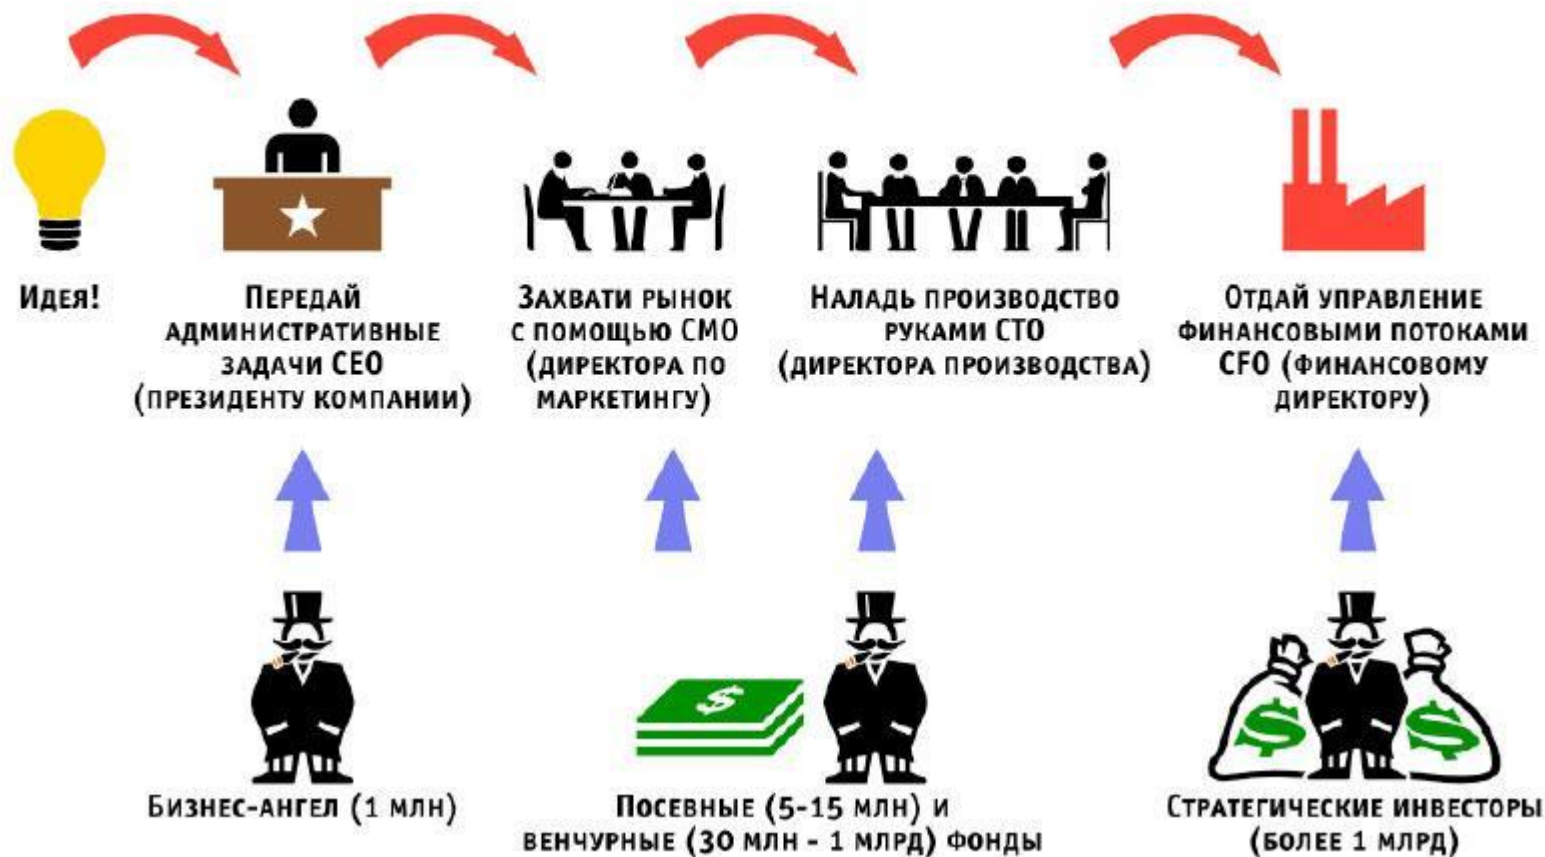 Идея!
Передай
административные
задачи CEO
(президенту компании)
Захвати рынок
с помощью CMO
(директора по
маркетингу)
Наладь производство
руками CTO
(директора производства)
Отдай управление
финансовыми потоками
CFO (финансовому
директору)
$
$
$
Бизнес-ангел (1 млн)
Посевные (5-15 млн) и
венчурные (30 млн - 1 млрд) фонды
Стратегические инвесторы
(более 1 млрд)